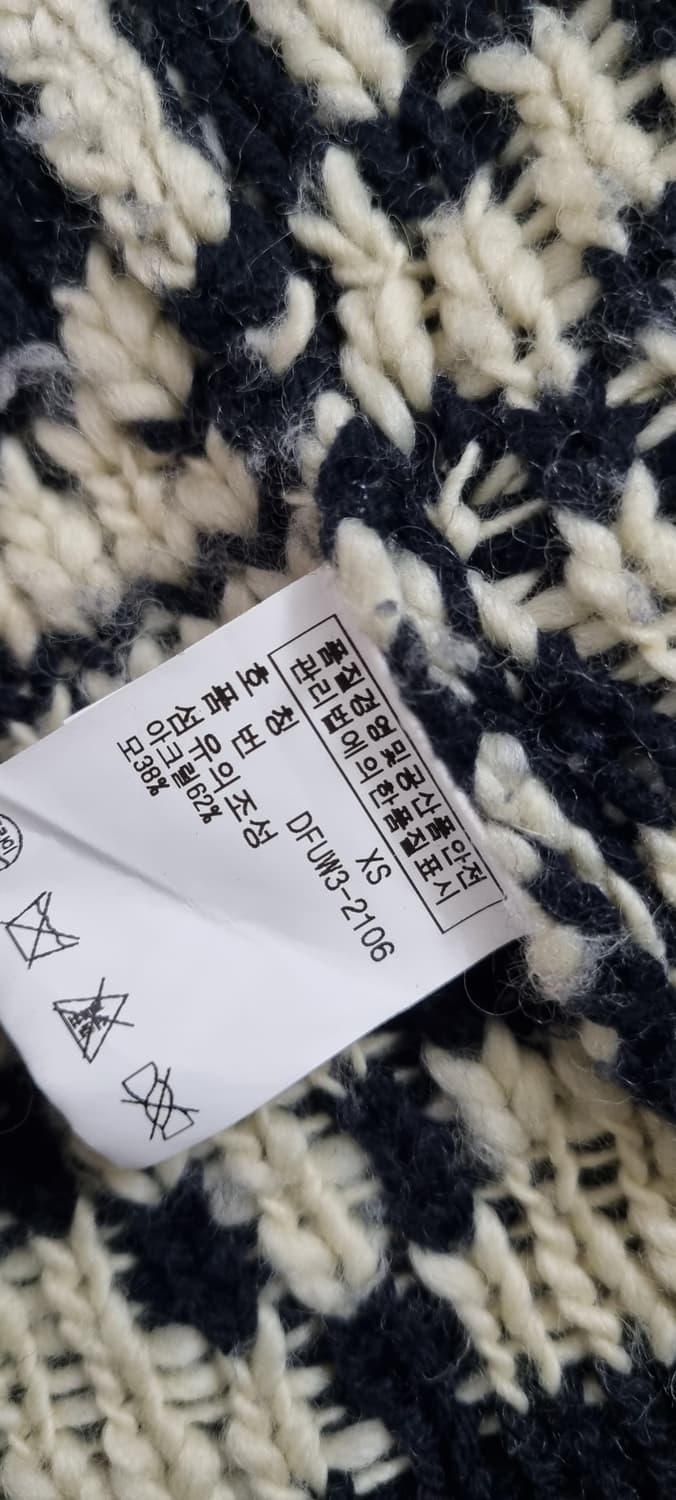 품질경영및공산품안전
관리법에의한품질표시
호 칭 XS
품 번 DFUW3-2106
섬 유의조성
아크릴62%
모38%